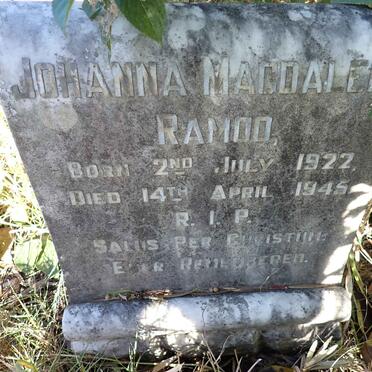 JOHANNA MAGDALE
RAMOO,
BORN 2ND JULY 1922.
DIED 14TH APRIL 1945
R.I.P.
SALUS PER CHRISTUM.
EVER REMEMBERED.